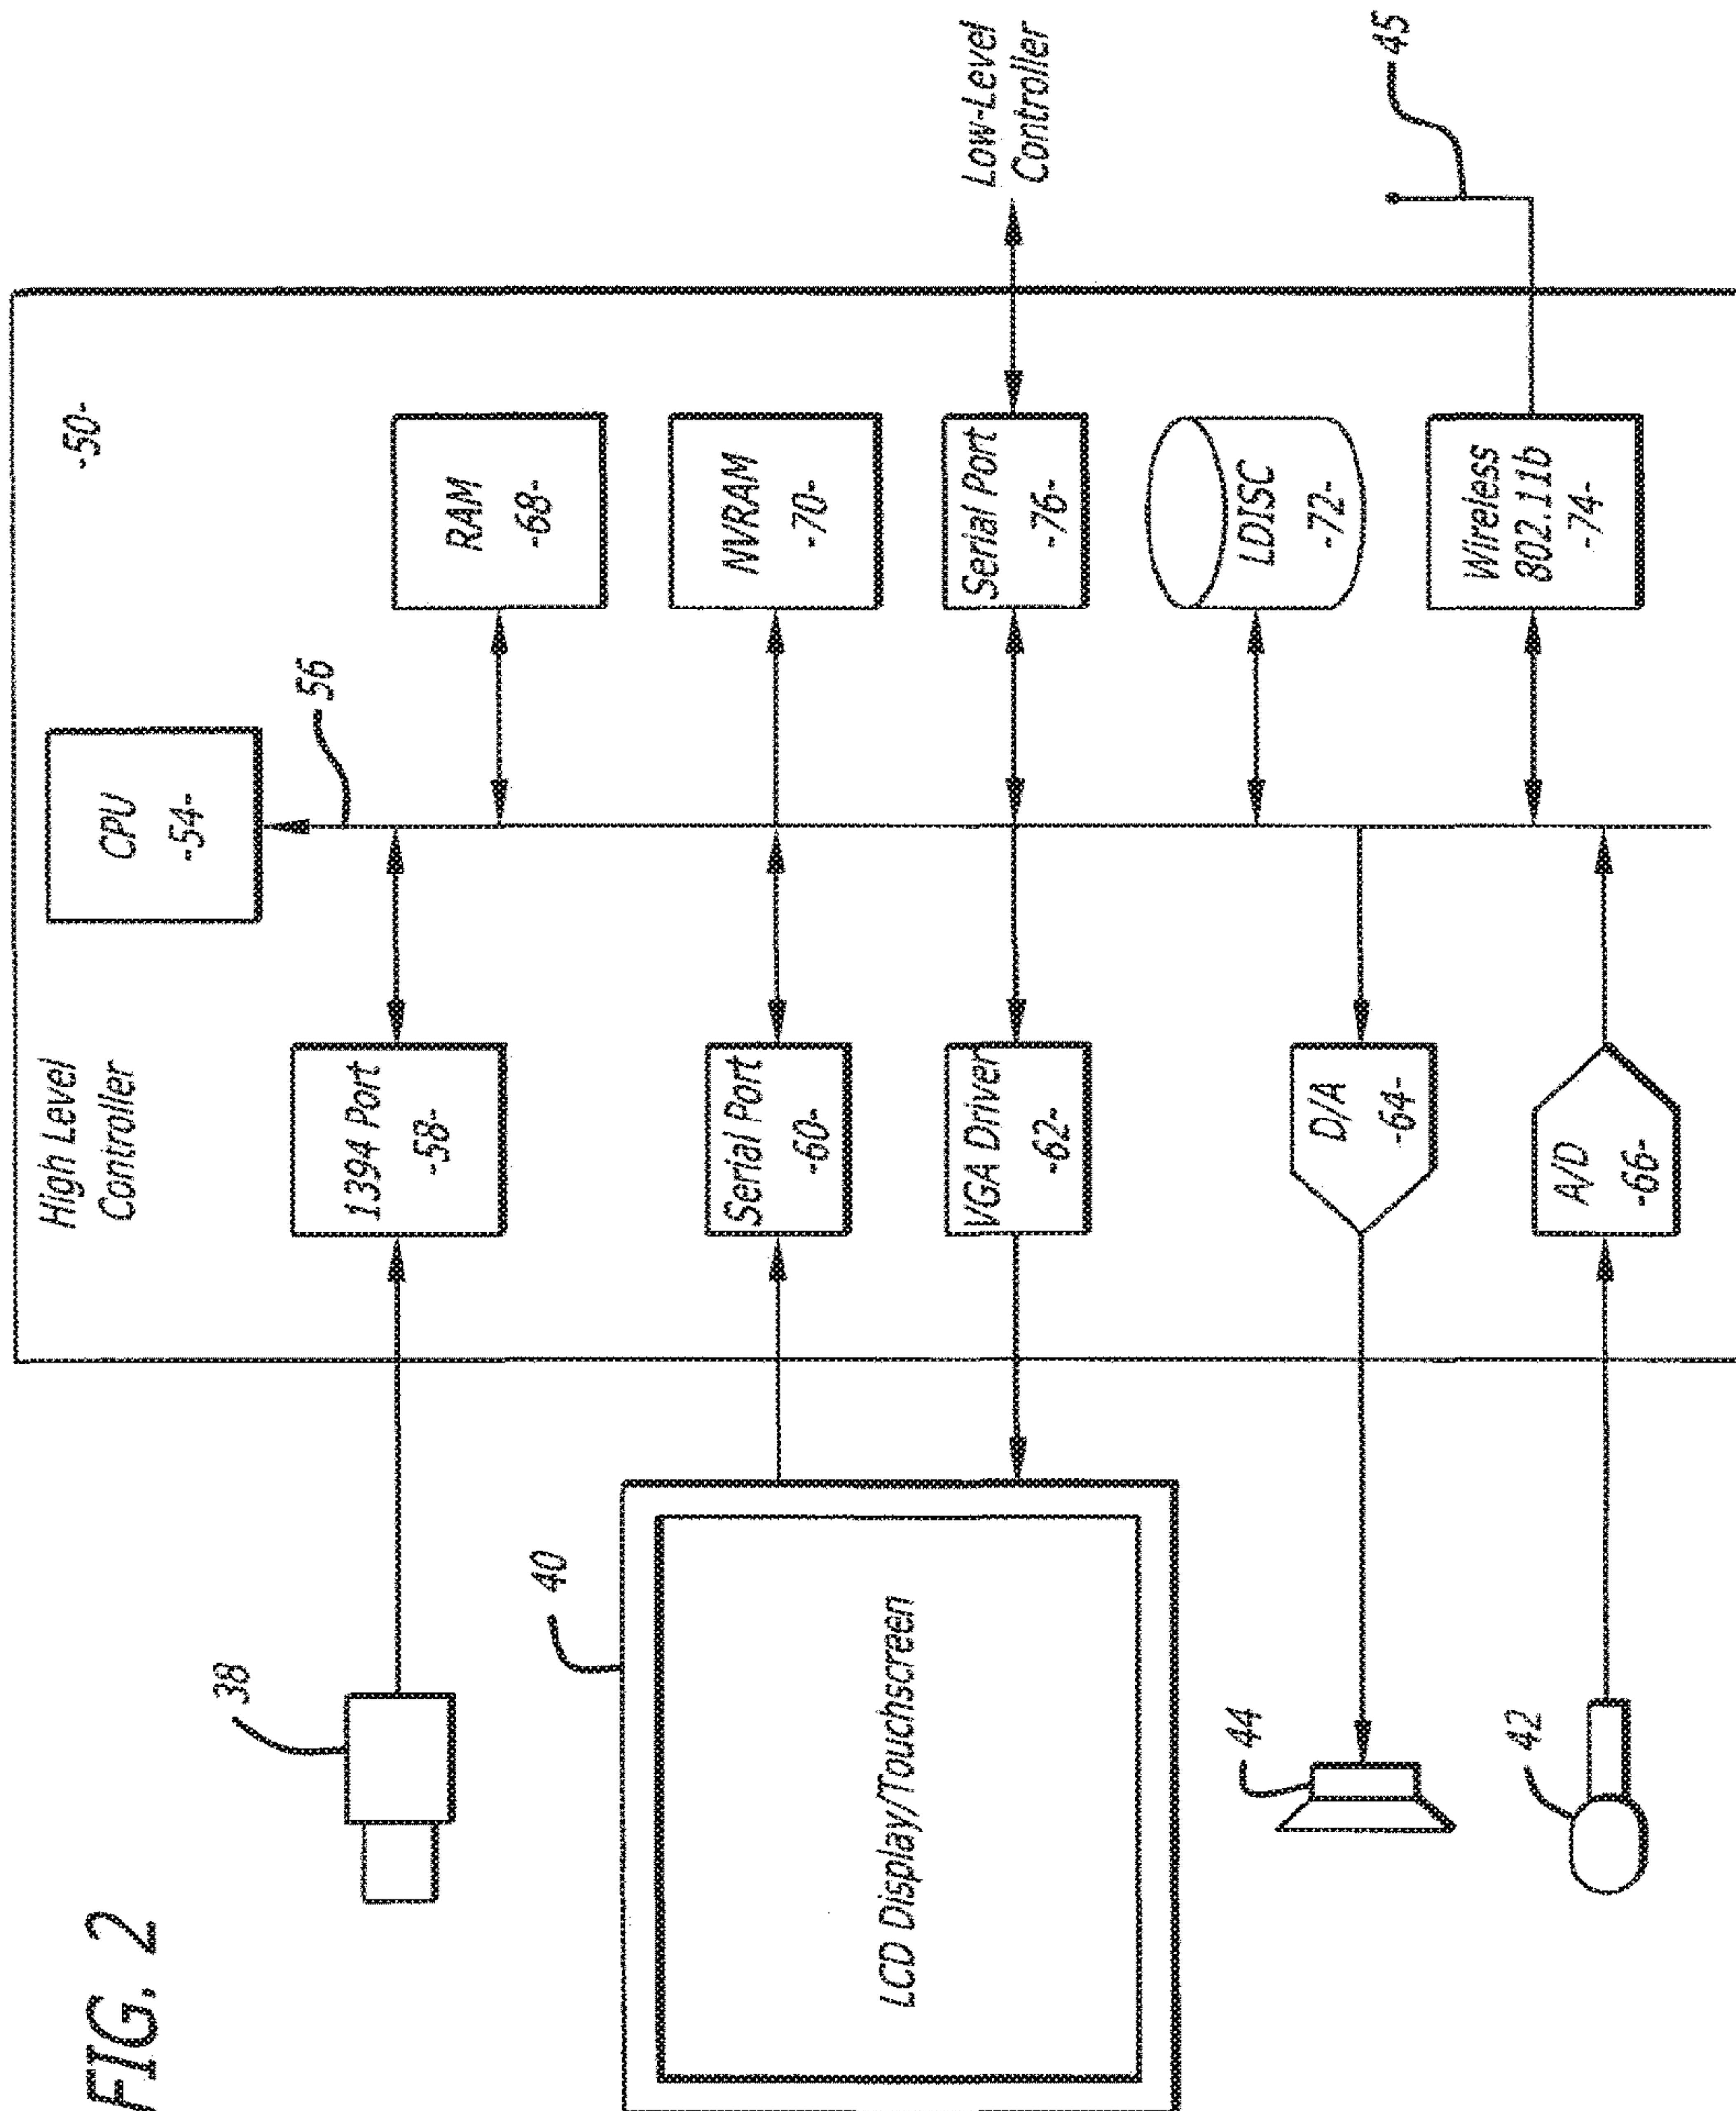 FIG. 2
High Level
Controller
-50-
CPU
-54-
56
38
1394 Port
-58-
RAM
-68-
40
LCD Display/Touchscreen
Serial Port
-60-
NVRAM
-70-
VGA Driver
-62-
Serial Port
-76-
Low-Level
Controller
44
D/A
-64-
LDISC
-72-
42
A/D
-66-
Wireless
802.11b
-74-
45